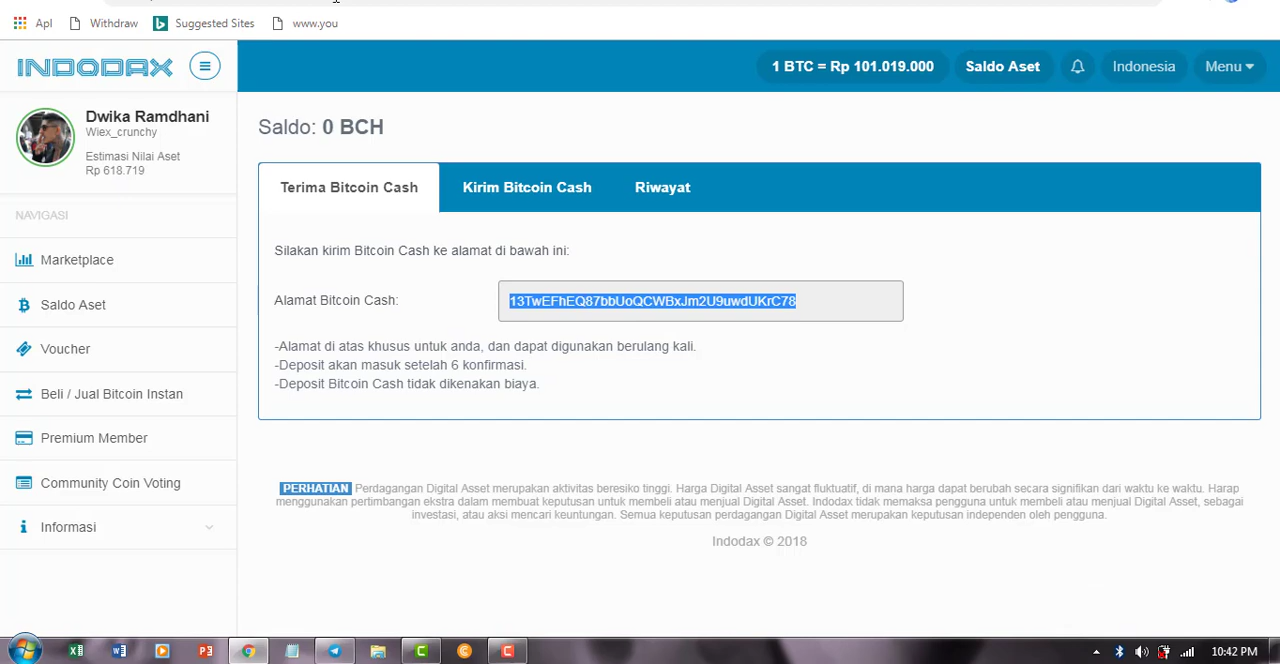 Apl
Withdraw
Suggested Sites
www.you
INDODAX
1 BTC = Rp 101.019.000
Saldo Aset
Indonesia
Menu
Dwika Ramdhani
Wiex_crunchy
Estimasi Nilai Aset
Rp 618.719
NAVIGASI
Marketplace
Saldo Aset
Voucher
Beli / Jual Bitcoin Instan
Premium Member
Community Coin Voting
Informasi
Saldo: 0 BCH
Terima Bitcoin Cash
Kirim Bitcoin Cash
Riwayat
Silakan kirim Bitcoin Cash ke alamat di bawah ini:
Alamat Bitcoin Cash:
13TwEFhEQ87bbUoQCWBxJm2U9uwdUKrC78
-Alamat di atas khusus untuk anda, dan dapat digunakan berulang kali.
-Deposit akan masuk setelah 6 konfirmasi.
-Deposit Bitcoin Cash tidak dikenakan biaya.
PERHATIAN Perdagangan Digital Asset merupakan aktivitas beresiko tinggi. Harga Digital Asset sangat fluktuatif, di mana harga dapat berubah secara signifikan dari waktu ke waktu. Harap
menggunakan pertimbangan ekstra dalam membuat keputusan untuk membeli atau menjual Digital Asset. Indodax tidak memaksa pengguna untuk membeli atau menjual Digital Asset, sebagai
investasi, atau aksi mencari keuntungan. Semua keputusan perdagangan Digital Asset merupakan keputusan independen oleh pengguna.
Indodax © 2018
10:42 PM